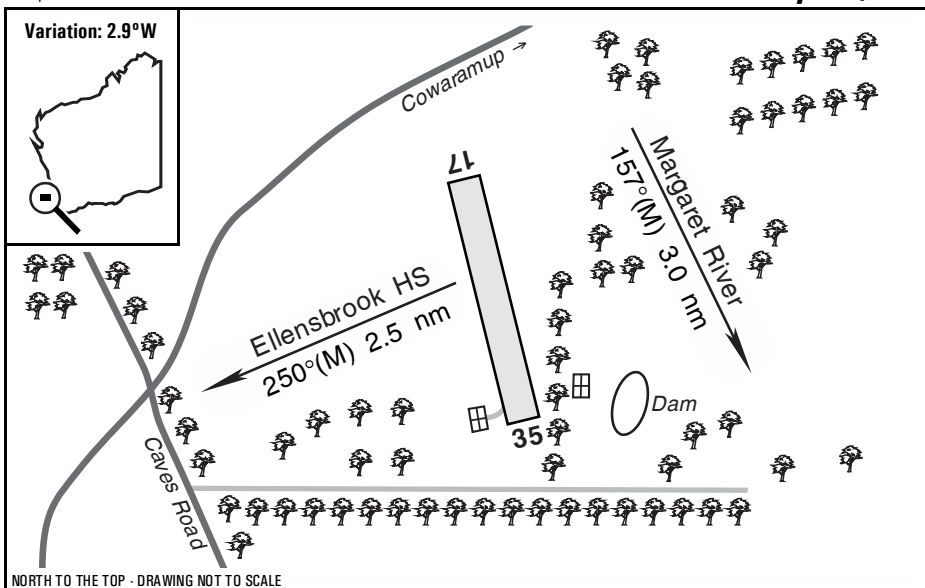 Variation: 2.9°W
Cowaramup →
17
Margaret River
157°(M) 3.0 nm
Ellensbrook HS
250°(M) 2.5 nm
Dam
35
Caves Road
NORTH TO THE TOP - DRAWING NOT TO SCALE